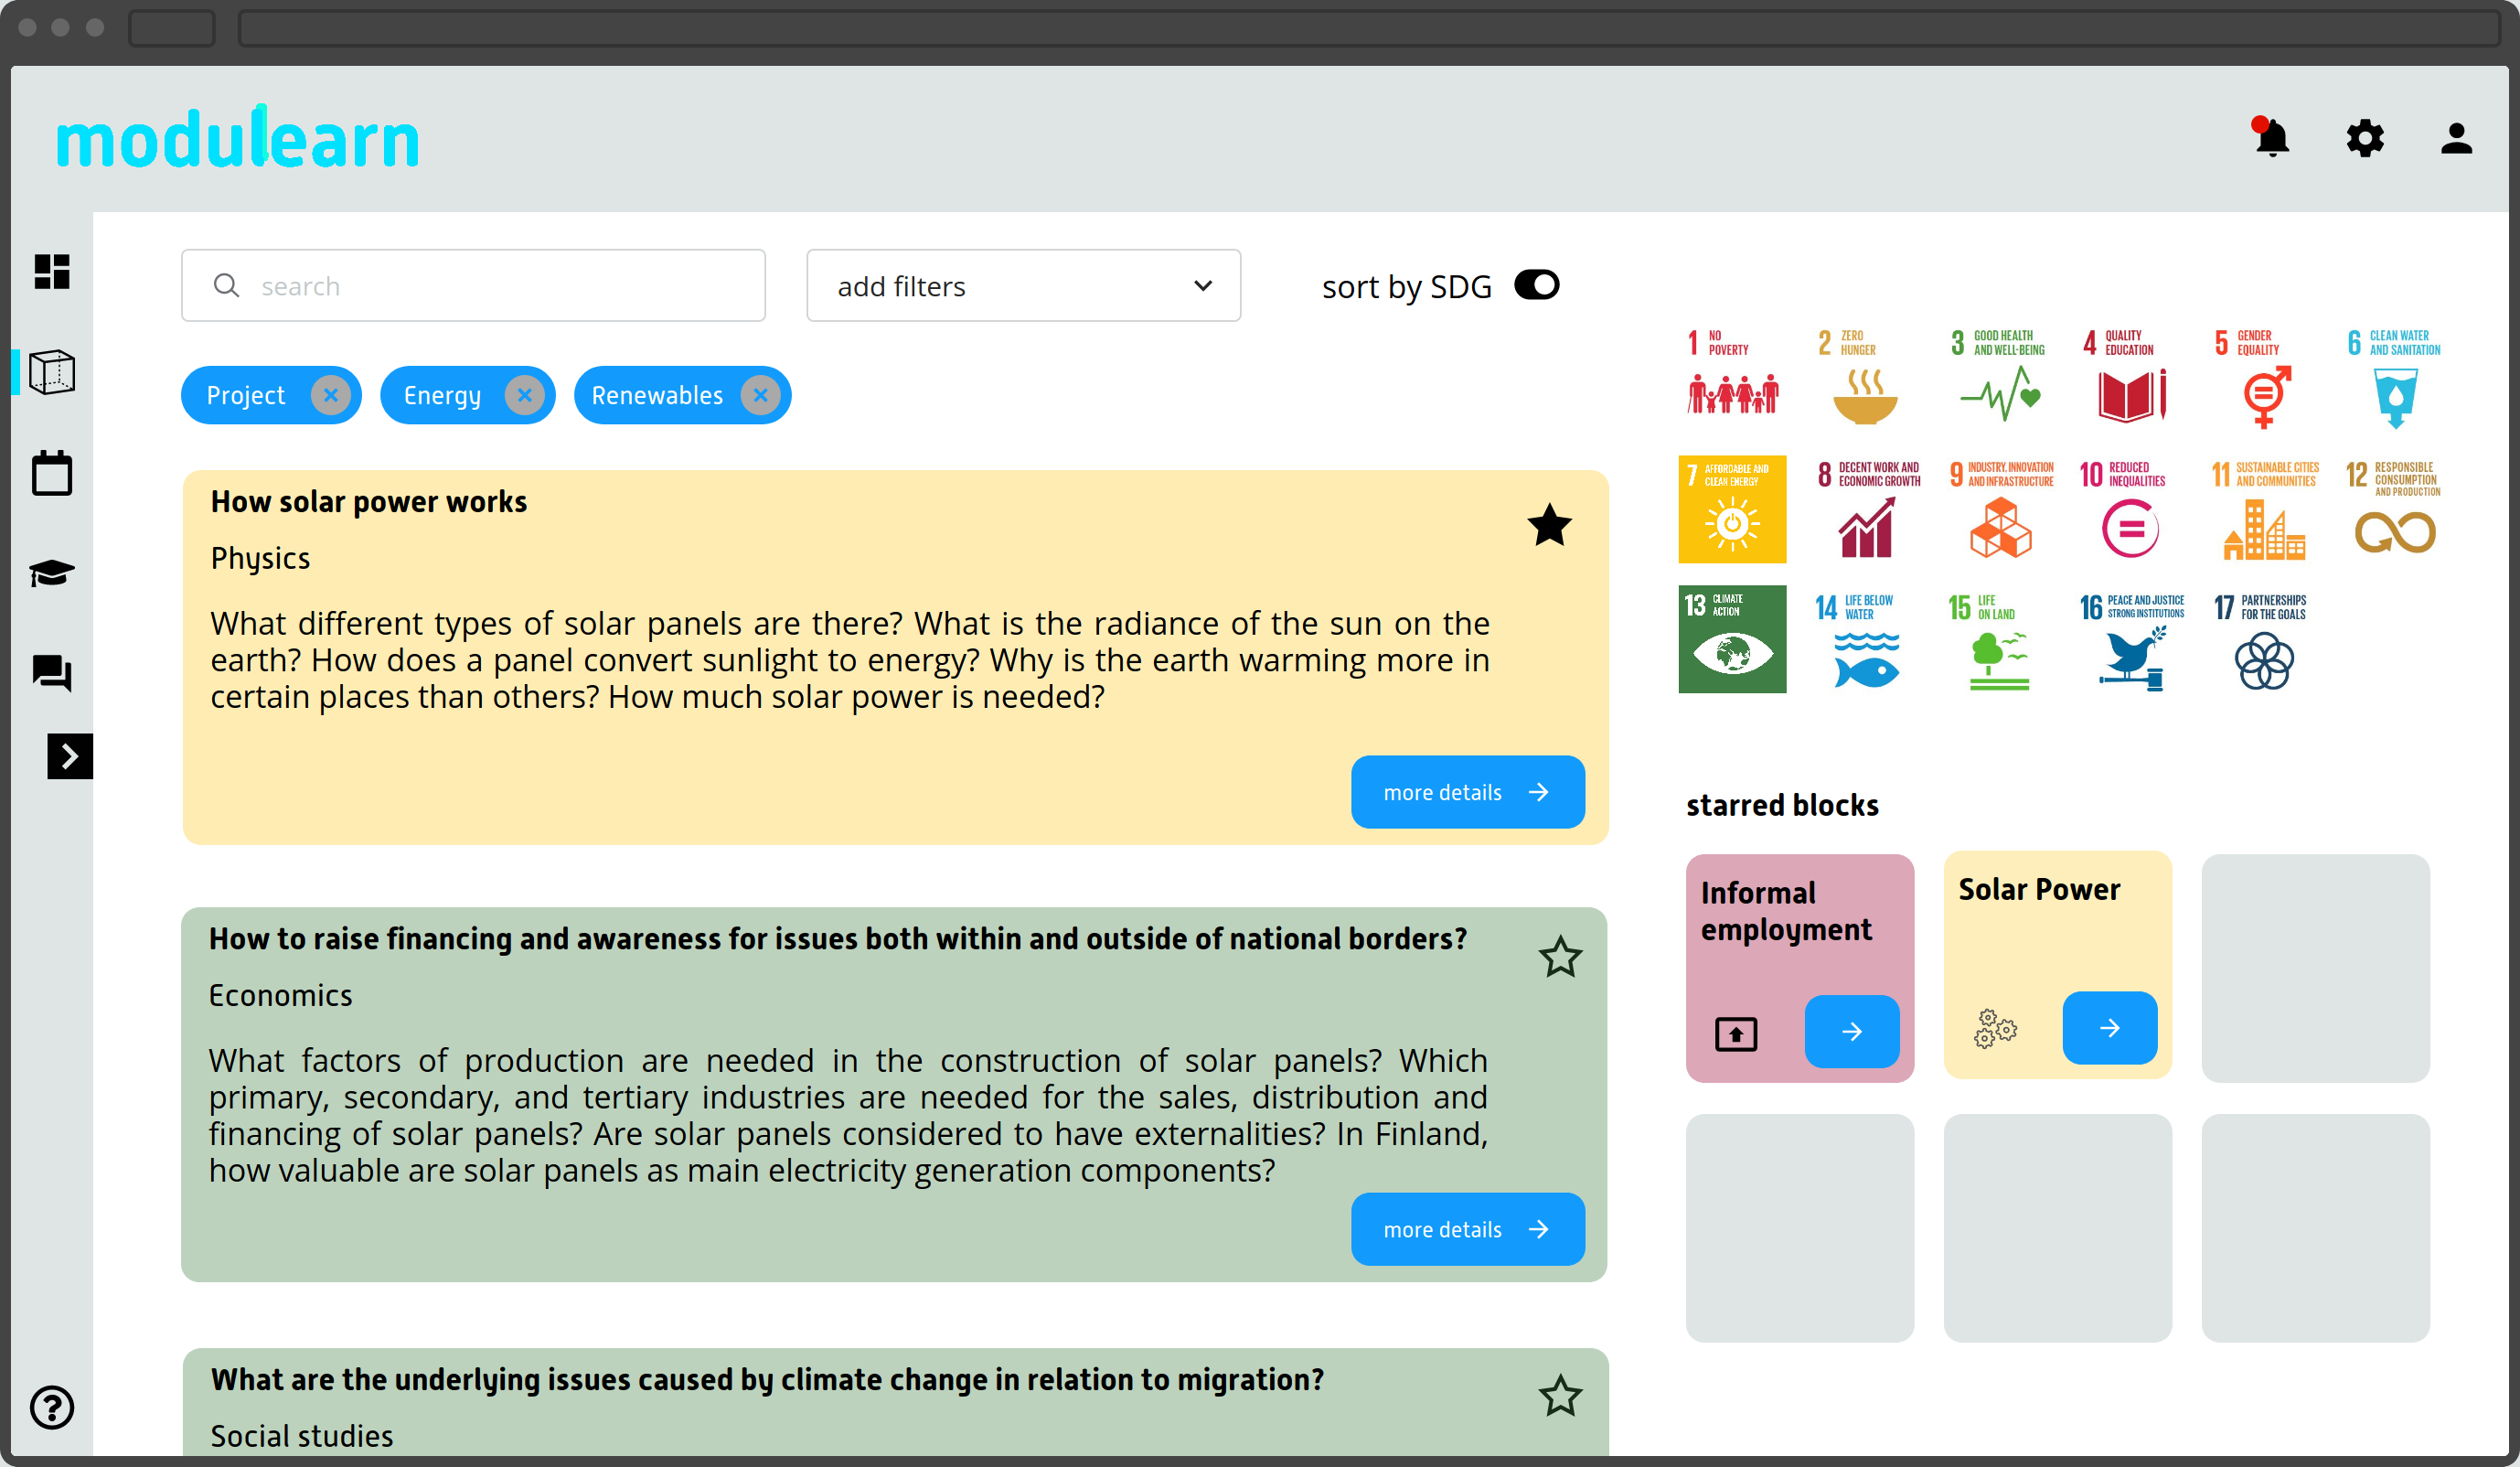 modulearn
search
add filters
sort by SDG
Project
Energy
Renewables
1 NO
POVERTY
2 ZERO
HUNGER
3 GOOD HEALTH
AND WELL-BEING
4 QUALITY
EDUCATION
5 GENDER
EQUALITY
6 CLEAN WATER
AND SANITATION
7 AFFORDABLE AND
CLEAN ENERGY
8 DECENT WORK AND
ECONOMIC GROWTH
9 INDUSTRY, INNOVATION
AND INFRASTRUCTURE
10 REDUCED
INEQUALITIES
11 SUSTAINABLE CITIES
AND COMMUNITIES
12 RESPONSIBLE
CONSUMPTION
AND PRODUCTION
13 CLIMATE
ACTION
14 LIFE BELOW
WATER
15 LIFE
ON LAND
16 PEACE AND JUSTICE
STRONG INSTITUTIONS
17 PARTNERSHIPS
FOR THE GOALS
How solar power works
Physics
What different types of solar panels are there? What is the radiance of the sun on the
earth? How does a panel convert sunlight to energy? Why is the earth warming more in
certain places than others? How much solar power is needed?
more details
How to raise financing and awareness for issues both within and outside of national borders?
Economics
What factors of production are needed in the construction of solar panels? Which
primary, secondary, and tertiary industries are needed for the sales, distribution and
financing of solar panels? Are solar panels considered to have externalities? In Finland,
how valuable are solar panels as main electricity generation components?
more details
What are the underlying issues caused by climate change in relation to migration?
Social studies
starred blocks
Informal
employment
Solar Power